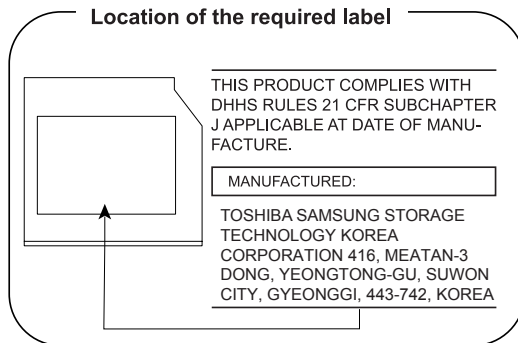 Location of the required label
THIS PRODUCT COMPLIES WITH
DHHS RULES 21 CFR SUBCHAPTER
J APPLICABLE AT DATE OF MANU-
FACTURE.
MANUFACTURED:
TOSHIBA SAMSUNG STORAGE
TECHNOLOGY KOREA
CORPORATION 416, MEATAN-3
DONG, YEONGTONG-GU, SUWON
CITY, GYEONGGI, 443-742, KOREA